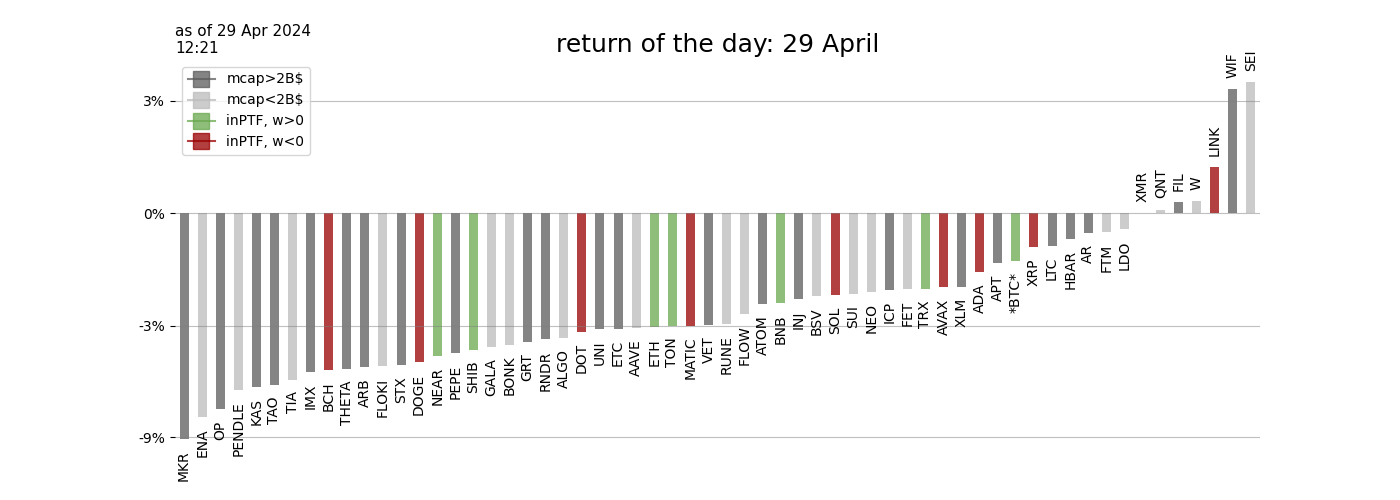 as of 29 Apr 2024
12:21
return of the day: 29 April
mcap>2B$
mcap<2B$
inPTF, w>0
inPTF, w<0
3%
0%
-3%
-9%
MKR
ENA
OP
PENDLE
KAS
TAO
TIA
IMX
BCH
THETA
ARB
FLOKI
STX
DOGE
NEAR
PEPE
SHIB
GALA
BONK
GRT
RNDR
ALGO
DOT
UNI
ETC
AAVE
ETH
TON
MATIC
VET
RUNE
FLOW
ATOM
BNB
INJ
BSV
SOL
SUI
NEO
ICP
FET
TRX
AVAX
XLM
ADA
APT
*BTC*
XRP
LTC
HBAR
AR
FTM
LDO
XMR
QNT
FIL
W
LINK
WIF
SEI